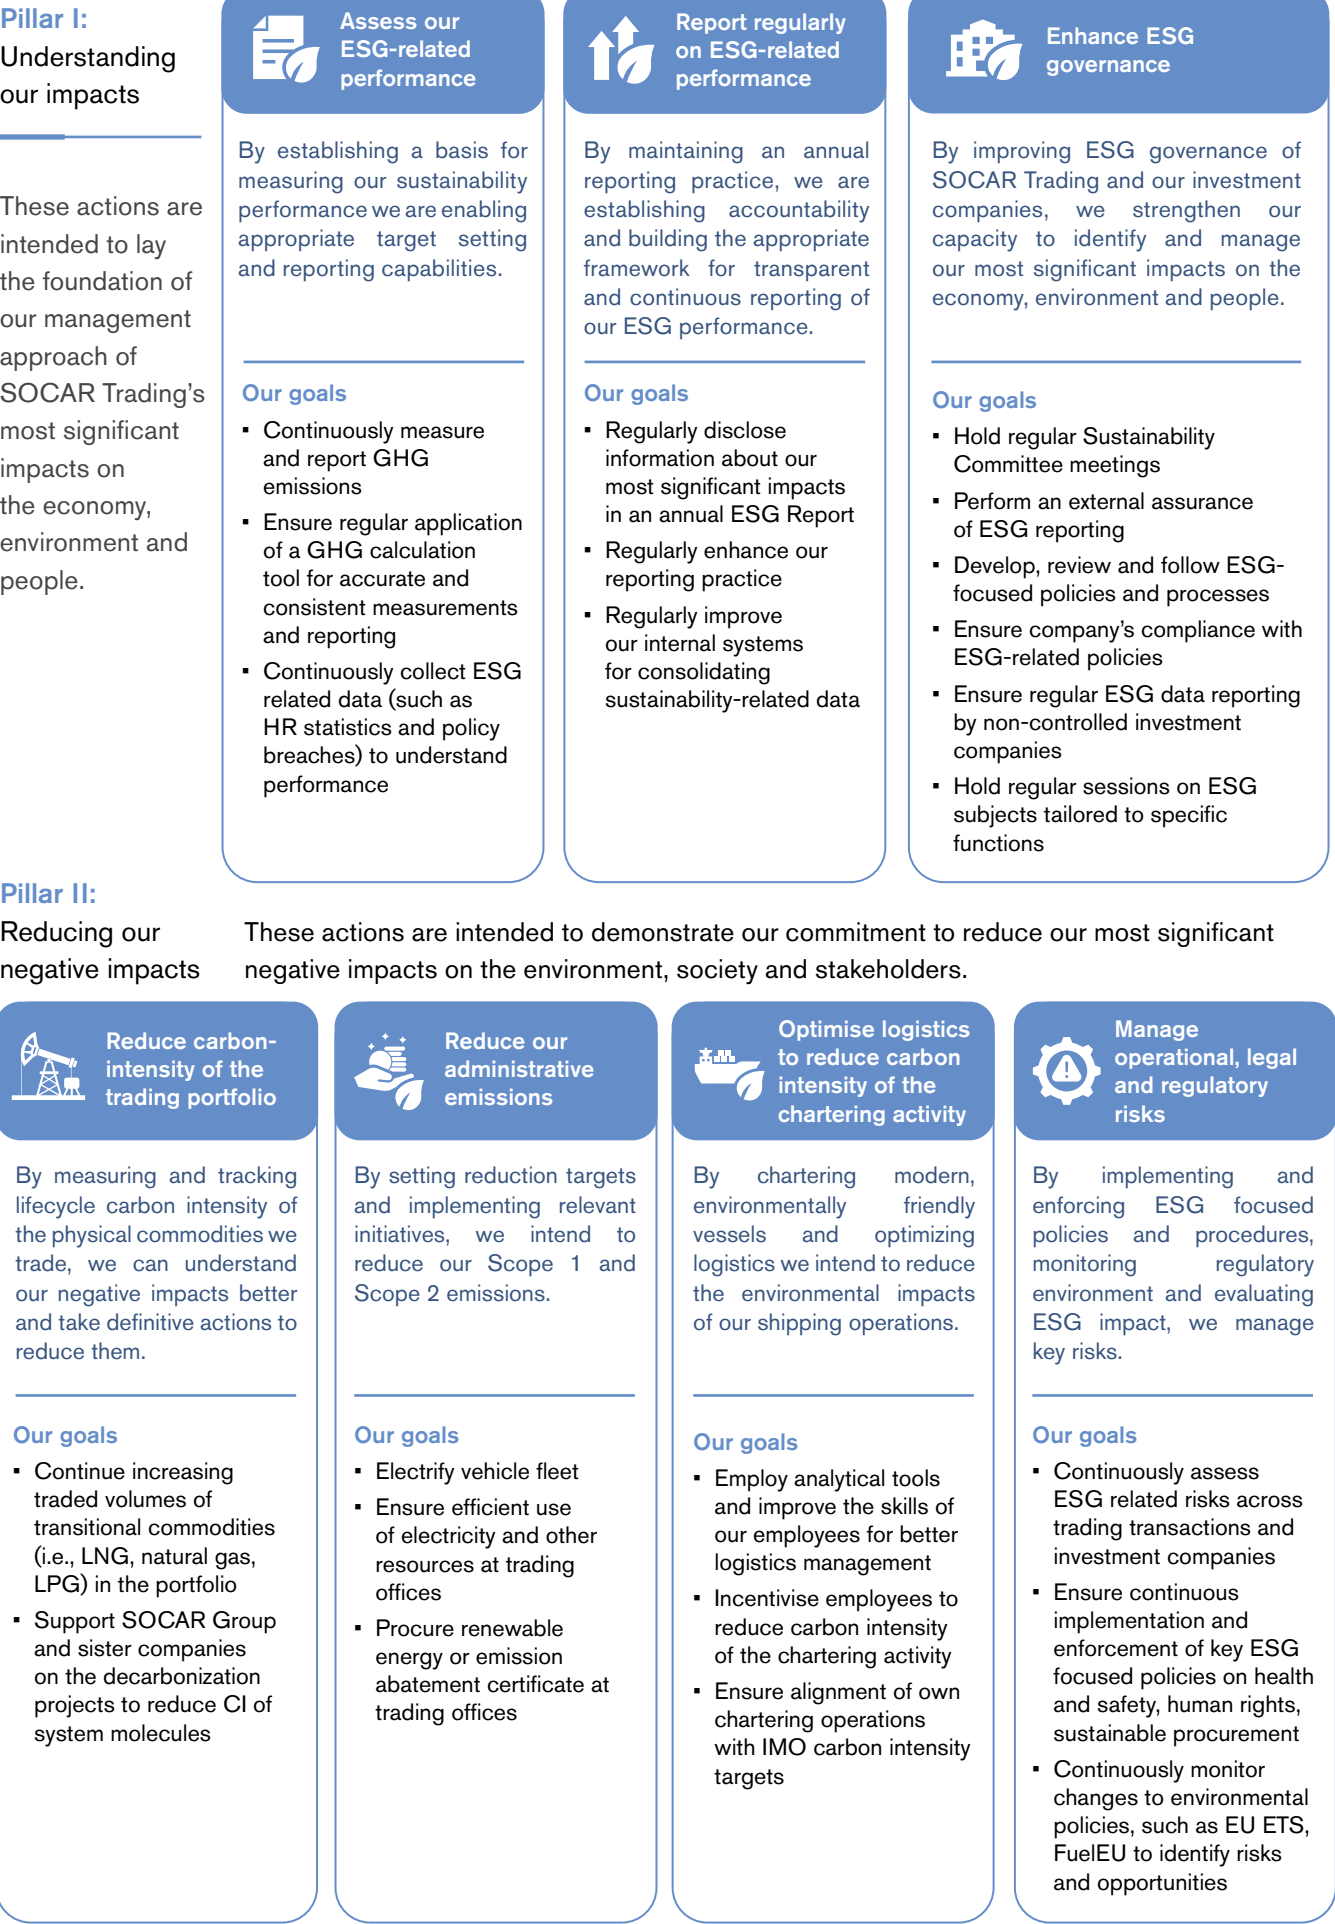 Pillar I:
Understanding
our impacts
These actions are
intended to lay
the foundation of
our management
approach of
SOCAR Trading's
most significant
impacts on
the economy,
environment and
people.
Assess our
ESG-related
performance
By establishing a basis for
measuring our sustainability
performance we are enabling
appropriate target setting
and reporting capabilities.
Our goals
▪ Continuously measure
and report GHG
emissions
▪ Ensure regular application
of a GHG calculation
tool for accurate and
consistent measurements
and reporting
▪ Continuously collect ESG
related data (such as
HR statistics and policy
breaches) to understand
performance
Report regularly
on ESG-related
performance
By maintaining an annual
reporting practice, we are
establishing accountability
and building the appropriate
framework for transparent
and continuous reporting of
our ESG performance.
Our goals
▪ Regularly disclose
information about our
most significant impacts
in an annual ESG Report
▪ Regularly enhance our
reporting practice
▪ Regularly improve
our internal systems
for consolidating
sustainability-related data
Enhance ESG
governance
By improving ESG governance of
SOCAR Trading and our investment
companies, we strengthen our
capacity to identify and manage
our most significant impacts on the
economy, environment and people.
Our goals
▪ Hold regular Sustainability
Committee meetings
▪ Perform an external assurance
of ESG reporting
▪ Develop, review and follow ESG-
focused policies and processes
▪ Ensure company's compliance with
ESG-related policies
▪ Ensure regular ESG data reporting
by non-controlled investment
companies
▪ Hold regular sessions on ESG
subjects tailored to specific
functions
Pillar II:
Reducing our
negative impacts
These actions are intended to demonstrate our commitment to reduce our most significant
negative impacts on the environment, society and stakeholders.
Reduce carbon-
intensity of the
trading portfolio
By measuring and tracking
lifecycle carbon intensity of
the physical commodities we
trade, we can understand
our negative impacts better
and take definitive actions to
reduce them.
Our goals
▪ Continue increasing
traded volumes of
transitional commodities
(i.e., LNG, natural gas,
LPG) in the portfolio
▪ Support SOCAR Group
and sister companies
on the decarbonization
projects to reduce CI of
system molecules
Reduce our
administrative
emissions
By setting reduction targets
and implementing relevant
initiatives, we intend to
reduce our Scope 1 and
Scope 2 emissions.
Our goals
▪ Electrify vehicle fleet
▪ Ensure efficient use
of electricity and other
resources at trading
offices
▪ Procure renewable
energy or emission
abatement certificate at
trading offices
Optimise logistics
to reduce carbon
intensity of the
chartering activity
By chartering modern,
environmentally friendly
vessels and optimizing
logistics we intend to reduce
the environmental impacts
of our shipping operations.
Our goals
▪ Employ analytical tools
and improve the skills of
our employees for better
logistics management
▪ Incentivise employees to
reduce carbon intensity
of the chartering activity
▪ Ensure alignment of own
chartering operations
with IMO carbon intensity
targets
Manage
operational, legal
and regulatory
risks
By implementing and
enforcing ESG focused
policies and procedures,
monitoring regulatory
environment and evaluating
ESG impact, we manage
key risks.
Our goals
▪ Continuously assess
ESG related risks across
trading transactions and
investment companies
▪ Ensure continuous
implementation and
enforcement of key ESG
focused policies on health
and safety, human rights,
sustainable procurement
▪ Continuously monitor
changes to environmental
policies, such as EU ETS,
FuelEU to identify risks
and opportunities